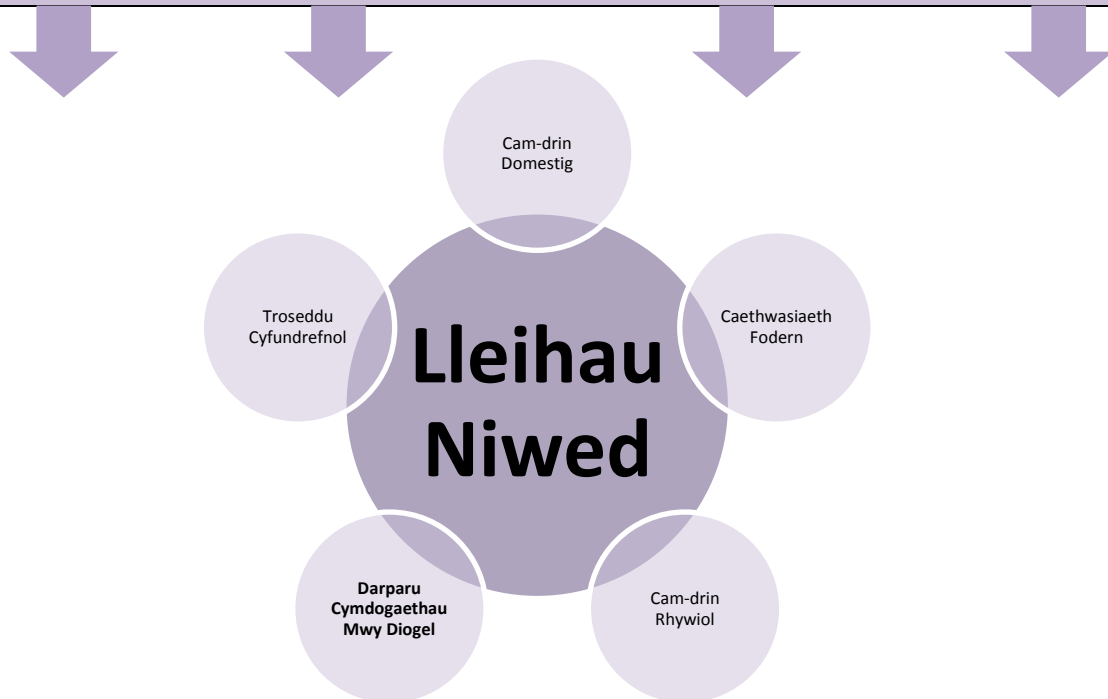 Cam-drin
Domestig
Troseddu
Cyfundrefnol
Caethwasiaeth
Fodern
Lleihau
Niwed
Darparu
Cymdogaethau
Mwy Diogel
Cam-drin
Rhywiol